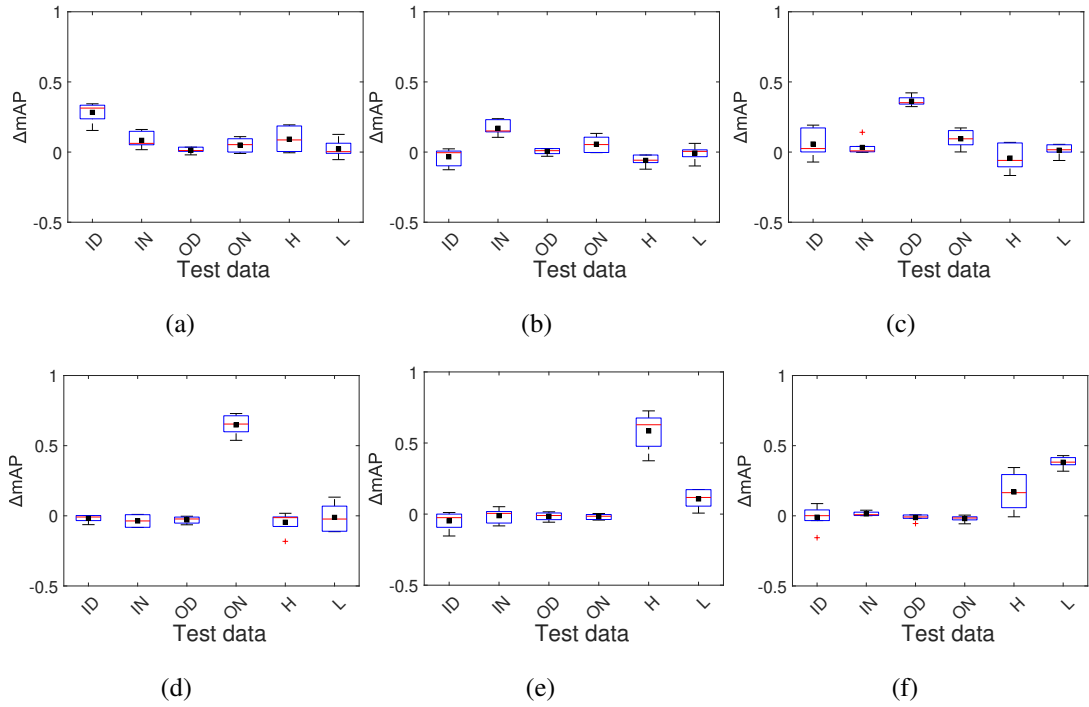 1
0.5
0
-0.5
ΔmAP
ID IN OD ON H L
Test data
(a)
1
0.5
0
-0.5
ΔmAP
ID IN OD ON H L
Test data
(b)
1
0.5
0
-0.5
ΔmAP
ID IN OD ON H L
Test data
(c)
1
0.5
0
-0.5
ΔmAP
ID IN OD ON H L
Test data
(d)
1
0.5
0
-0.5
ΔmAP
ID IN OD ON H L
Test data
(e)
1
0.5
0
-0.5
ΔmAP
ID IN OD ON H L
Test data
(f)